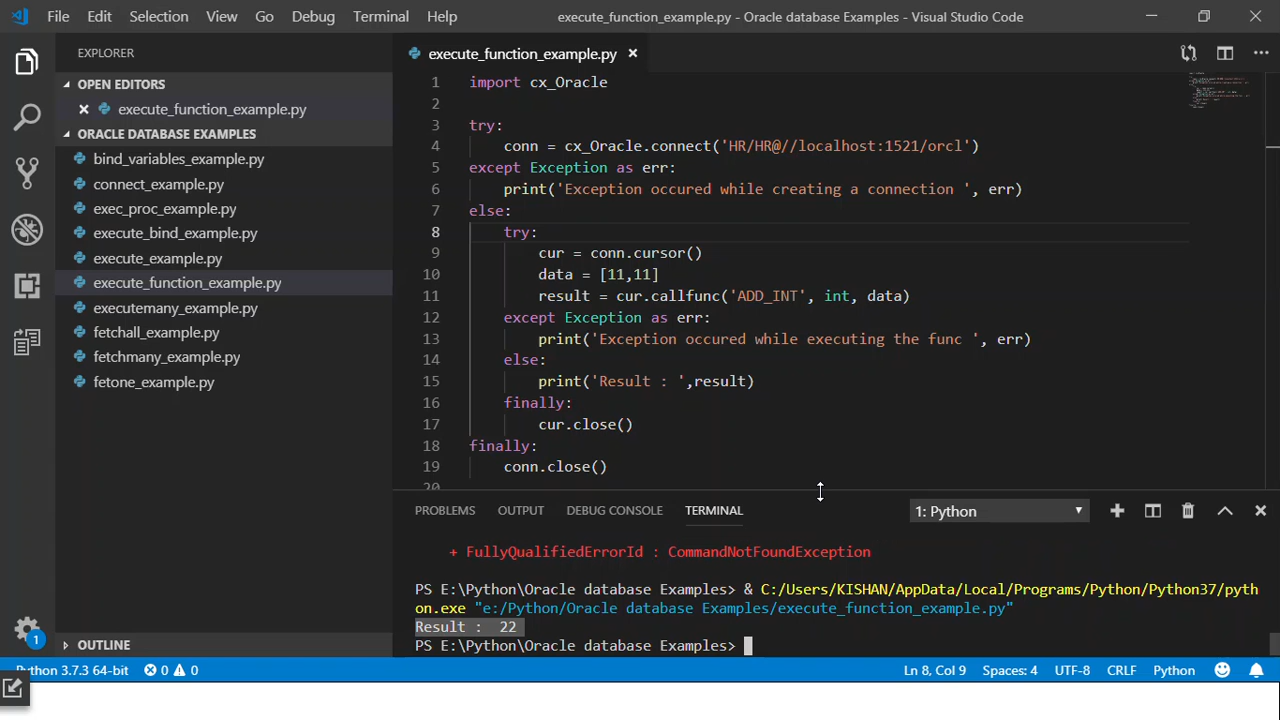 File Edit Selection View Go Debug Terminal Help execute_function_example.py - Oracle database Examples - Visual Studio Code
EXPLORER
OPEN EDITORS
execute_function_example.py
ORACLE DATABASE EXAMPLES
bind_variables_example.py
connect_example.py
exec_proc_example.py
execute_bind_example.py
execute_example.py
execute_function_example.py
executemany_example.py
fetchall_example.py
fetchmany_example.py
fetone_example.py
OUTLINE
execute_function_example.py
1 import cx_Oracle
2
3 try:
4     conn = cx_Oracle.connect('HR/HR@//localhost:1521/orcl')
5 except Exception as err:
6     print('Exception occured while creating a connection ', err)
7 else:
8     try:
9         cur = conn.cursor()
10         data = [11,11]
11         result = cur.callfunc('ADD_INT', int, data)
12     except Exception as err:
13         print('Exception occured while executing the func ', err)
14     else:
15         print('Result : ',result)
16     finally:
17         cur.close()
18 finally:
19     conn.close()
20
PROBLEMS OUTPUT DEBUG CONSOLE TERMINAL 1: Python
+ FullyQualifiedErrorId : CommandNotFoundException
PS E:\Python\Oracle database Examples> & C:/Users/KISHAN/AppData/Local/Programs/Python/Python37/pyth
on.exe "e:/Python/Oracle database Examples/execute_function_example.py"
Result :  22
PS E:\Python\Oracle database Examples>
1
Python 3.7.3 64-bit 0 0 Ln 8, Col 9 Spaces: 4 UTF-8 CRLF Python